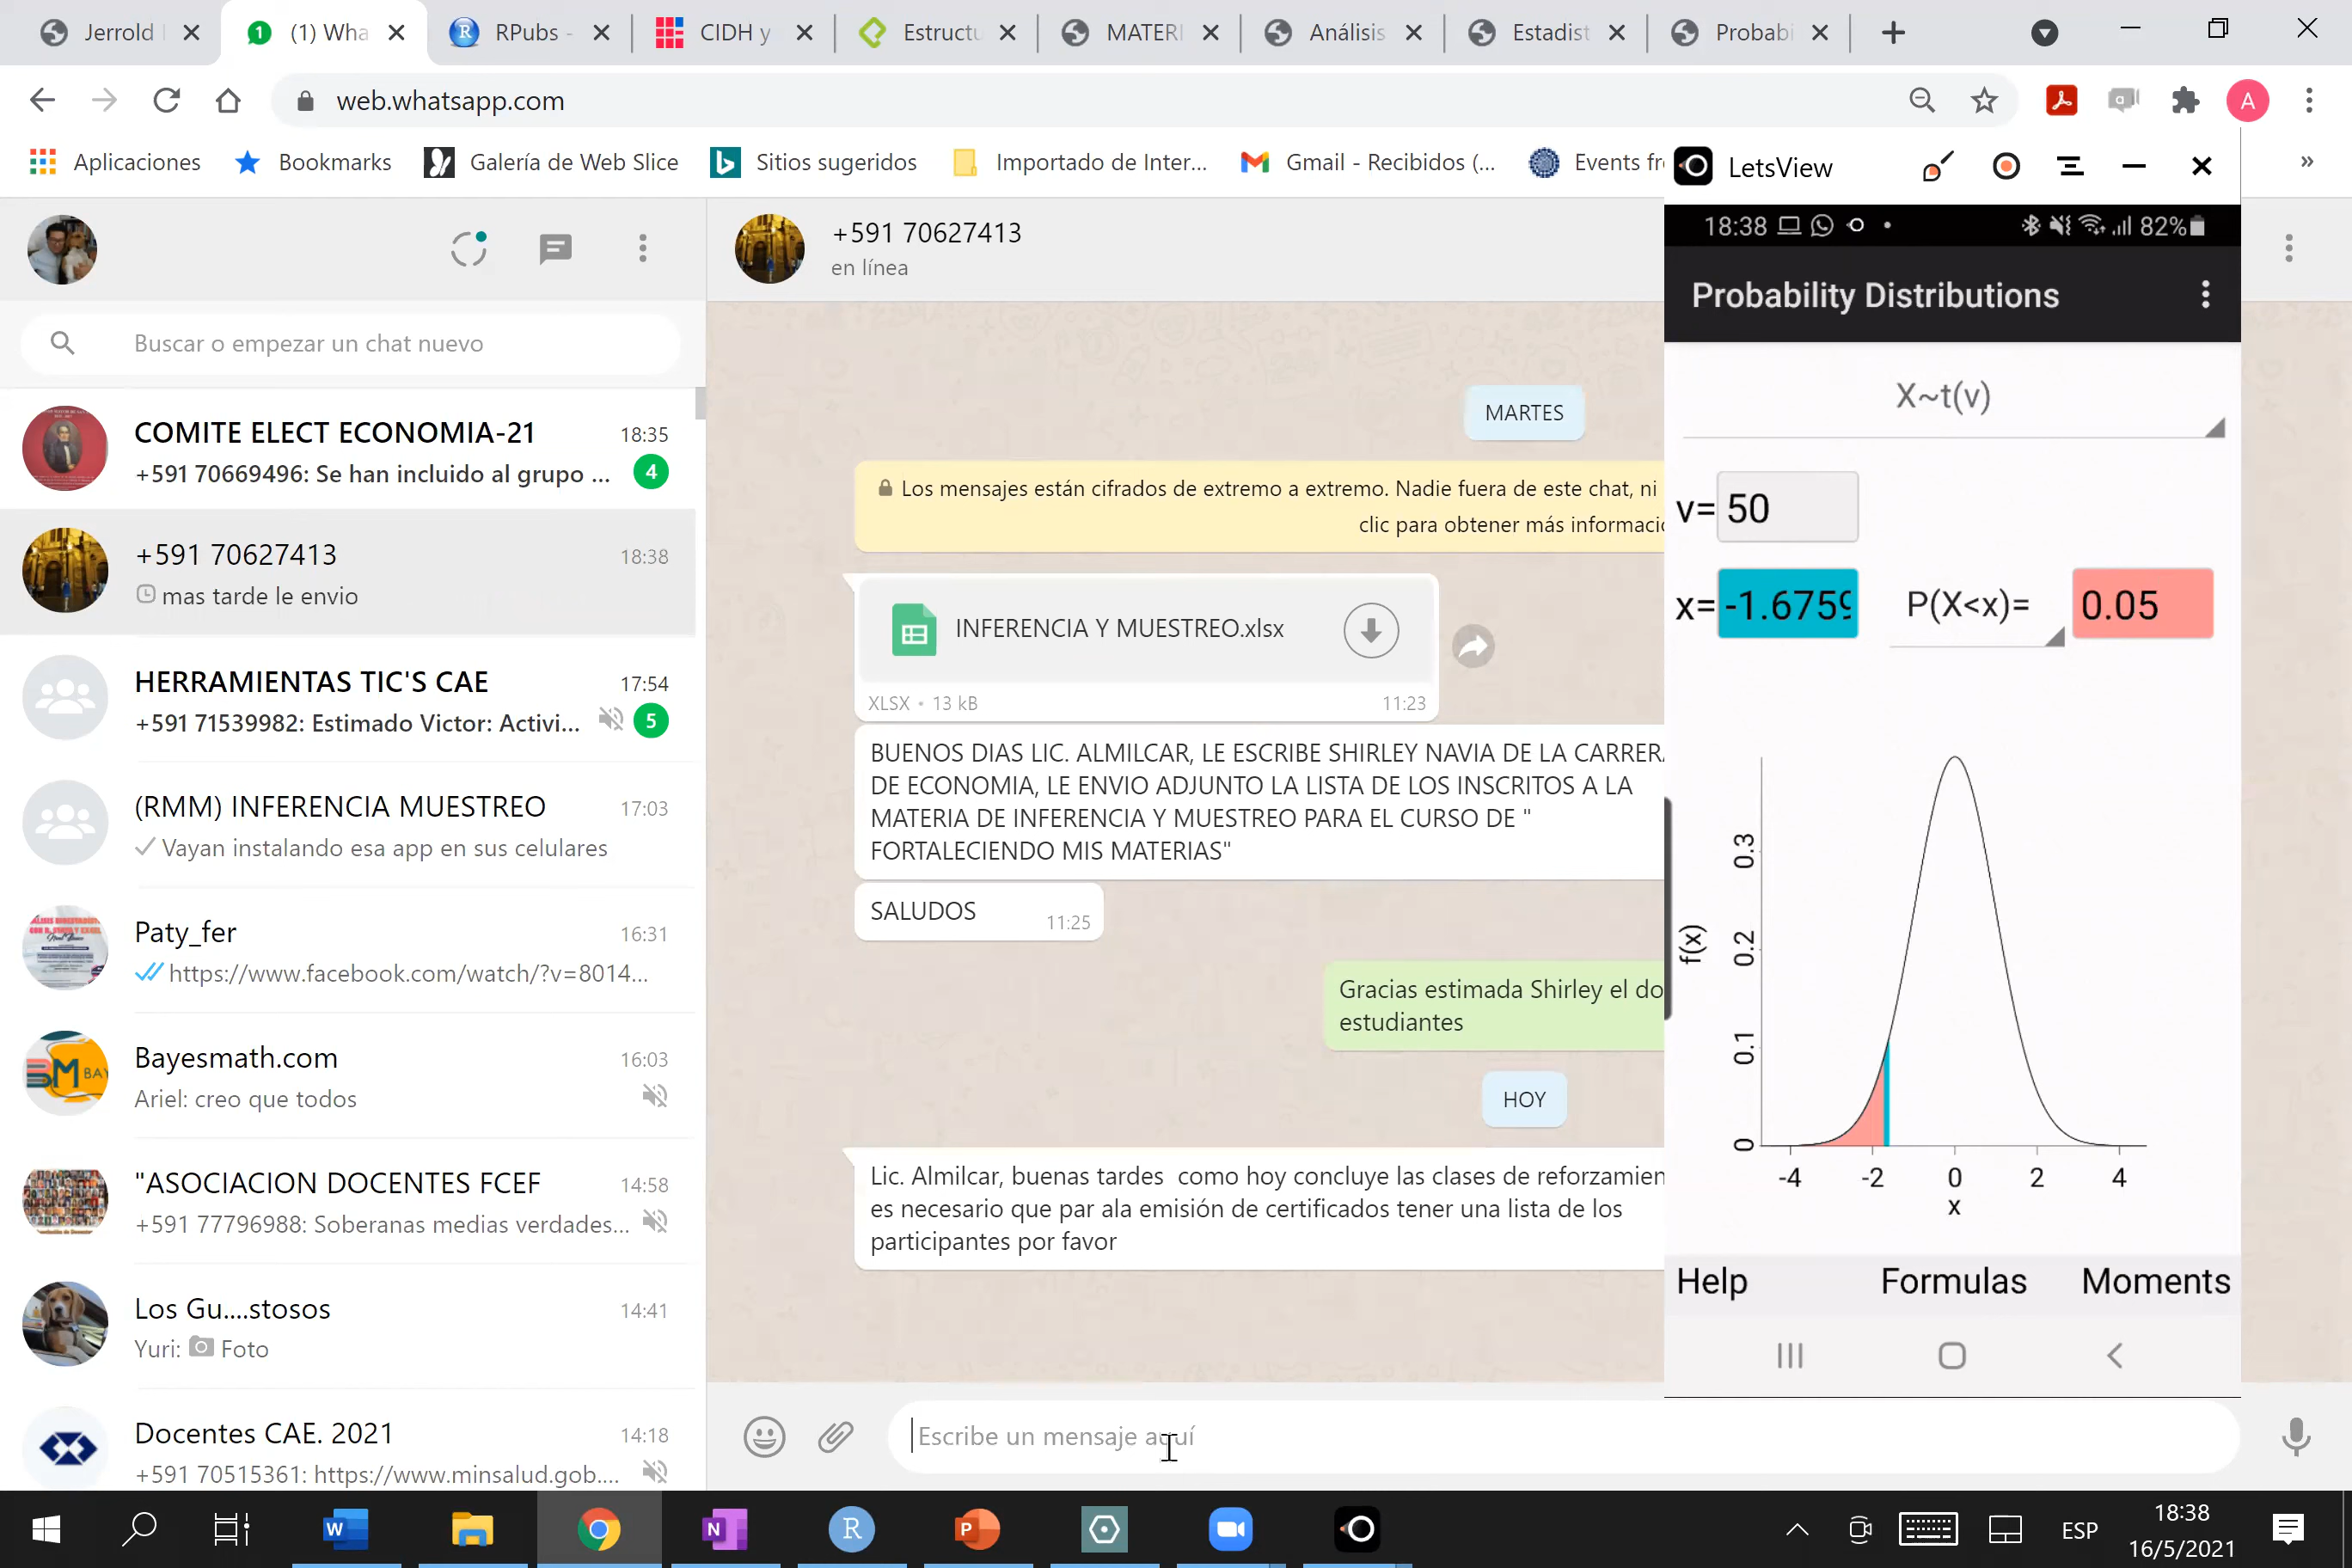 Jerrold
(1) Wha
RPubs -
CIDH y
Estructu
MATERI
Análisis
Estadist
Probabi
web.whatsapp.com
A
Aplicaciones
Bookmarks
Galería de Web Slice
Sitios sugeridos
Importado de Inter...
Gmail - Recibidos (...
Events fr
»
LetsView
18:38
82%
Probability Distributions
X~t(v)
v=
50
x=
-1.6759
P(X<x)=
0.05
f(x)
0 0.1 0.2 0.3
-4 -2 0 2 4
x
Help
Formulas
Moments
Buscar o empezar un chat nuevo
COMITE ELECT ECONOMIA-21
18:35
+591 70669496: Se han incluido al grupo ...
4
+591 70627413
18:38
mas tarde le envio
HERRAMIENTAS TIC'S CAE
17:54
+591 71539982: Estimado Victor: Activi...
5
(RMM) INFERENCIA MUESTREO
17:03
Vayan instalando esa app en sus celulares
Paty_fer
16:31
https://www.facebook.com/watch/?v=8014...
Bayesmath.com
16:03
Ariel: creo que todos
"ASOCIACION DOCENTES FCEF
14:58
+591 77796988: Soberanas medias verdades...
Los Gu....stosos
14:41
Yuri: Foto
Docentes CAE. 2021
14:18
+591 70515361: https://www.minsalud.gob....
+591 70627413
en línea
MARTES
Los mensajes están cifrados de extremo a extremo. Nadie fuera de este chat, ni
clic para obtener más informació
INFERENCIA Y MUESTREO.xlsx
XLSX • 13 kB
11:23
BUENOS DIAS LIC. ALMILCAR, LE ESCRIBE SHIRLEY NAVIA DE LA CARRERA
DE ECONOMIA, LE ENVIO ADJUNTO LA LISTA DE LOS INSCRITOS A LA
MATERIA DE INFERENCIA Y MUESTREO PARA EL CURSO DE "
FORTALECIENDO MIS MATERIAS"
SALUDOS
11:25
Gracias estimada Shirley el do
estudiantes
HOY
Lic. Almilcar, buenas tardes como hoy concluye las clases de reforzamien
es necesario que par ala emisión de certificados tener una lista de los
participantes por favor
Escribe un mensaje aquí
ESP
18:38
16/5/2021